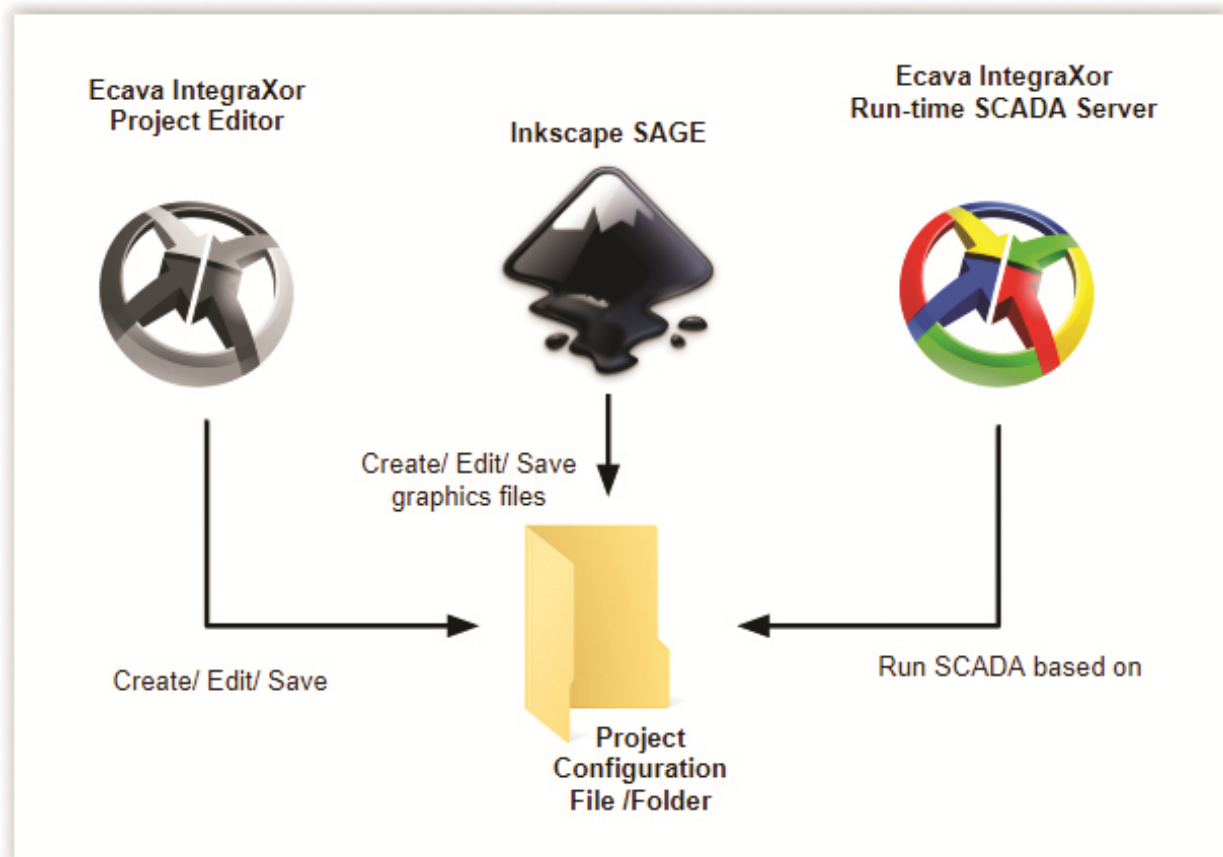 Ecava IntegraXor
Project Editor
Inkscape SAGE
Ecava IntegraXor
Run-time SCADA Server
Create/ Edit/ Save
graphics files
Create/ Edit/ Save
Run SCADA based on
Project
Configuration
File /Folder